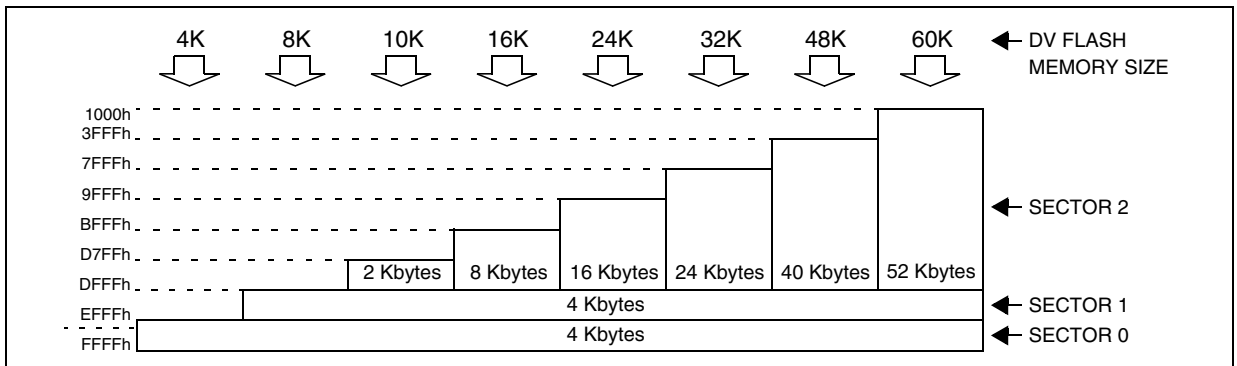 4K 8K 10K 16K 24K 32K 48K 60K DV FLASH
MEMORY SIZE
1000h
3FFFh
7FFFh
9FFFh
BFFFh
SECTOR 2
D7FFh
2 Kbytes 8 Kbytes 16 Kbytes 24 Kbytes 40 Kbytes 52 Kbytes
DFFFh
4 Kbytes
SECTOR 1
EFFFh
4 Kbytes
SECTOR 0
FFFFh